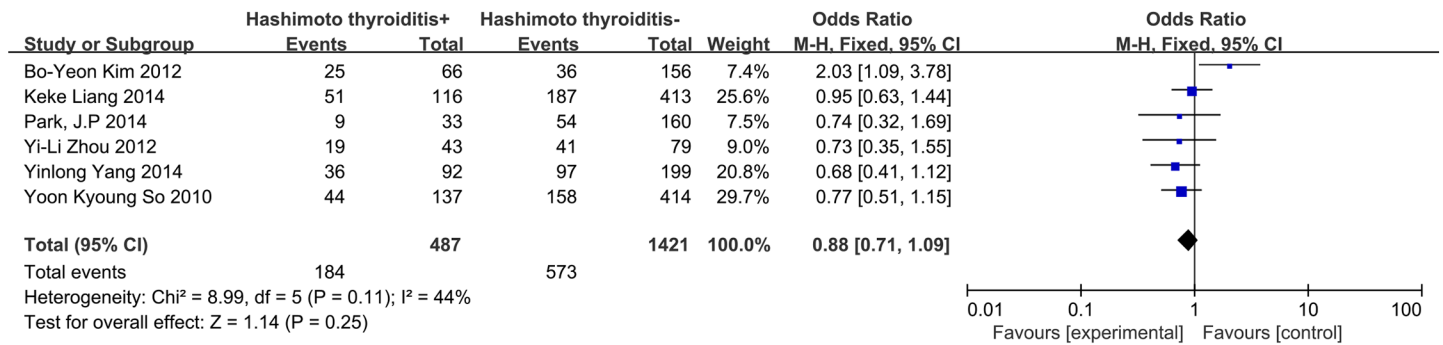 Hashimoto thyroiditis+ Hashimoto thyroiditis- Odds Ratio Odds Ratio
Study or Subgroup Events Total Events Total Weight M-H, Fixed, 95% CI M-H, Fixed, 95% CI
Bo-Yeon Kim 2012 25 66 36 156 7.4% 2.03 [1.09, 3.78]
Keke Liang 2014 51 116 187 413 25.6% 0.95 [0.63, 1.44]
Park, J.P 2014 9 33 54 160 7.5% 0.74 [0.32, 1.69]
Yi-Li Zhou 2012 19 43 41 79 9.0% 0.73 [0.35, 1.55]
Yinlong Yang 2014 36 92 97 199 20.8% 0.68 [0.41, 1.12]
Yoon Kyoung So 2010 44 137 158 414 29.7% 0.77 [0.51, 1.15]
Total (95% CI) 487 1421 100.0% 0.88 [0.71, 1.09]
Total events 184 573
Heterogeneity: Chi² = 8.99, df = 5 (P = 0.11); I² = 44%
Test for overall effect: Z = 1.14 (P = 0.25)
0.01 0.1 1 10 100
Favours [experimental] Favours [control]